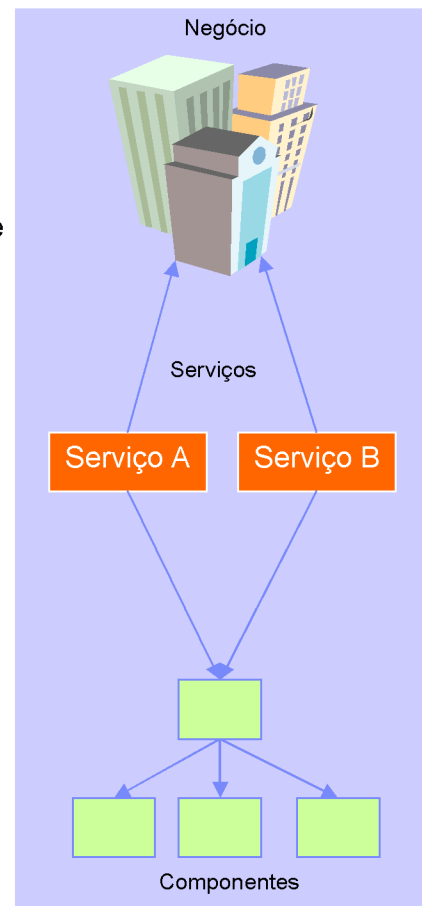 Negócio
e
Serviços
Serviço A
Serviço B
Componentes